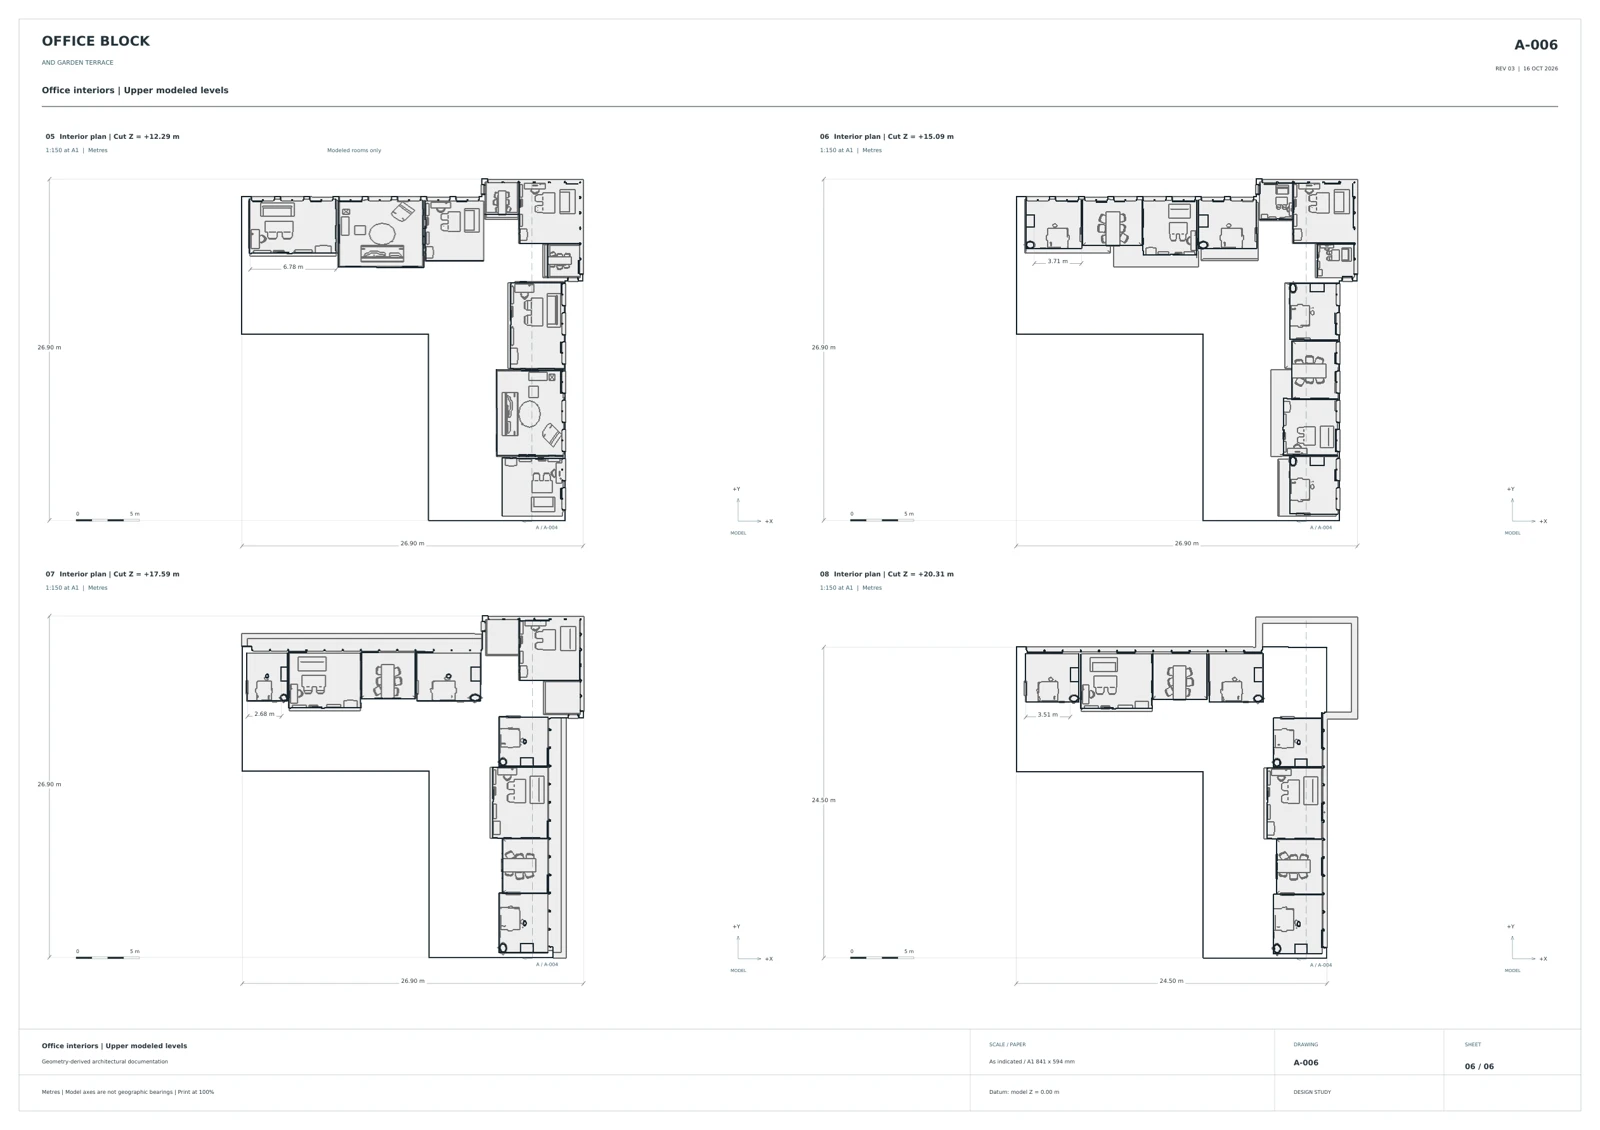 OFFICE BLOCK
A-006
AND GARDEN TERRACE
REV 03 | 16 OCT 2026
Office interiors | Upper modeled levels
05 Interior plan | Cut Z = +12.29 m
1:150 at A1 | Metres
Modeled rooms only
6.78 m
26.90 m
0 5 m
A / A-004
26.90 m
+Y
+X
MODEL
06 Interior plan | Cut Z = +15.09 m
1:150 at A1 | Metres
3.71 m
26.90 m
0 5 m
A / A-004
26.90 m
+Y
+X
MODEL
07 Interior plan | Cut Z = +17.59 m
1:150 at A1 | Metres
2.68 m
26.90 m
0 5 m
A / A-004
26.90 m
+Y
+X
MODEL
08 Interior plan | Cut Z = +20.31 m
1:150 at A1 | Metres
3.51 m
24.50 m
0 5 m
A / A-004
24.50 m
+Y
+X
MODEL
Office interiors | Upper modeled levels
Geometry-derived architectural documentation
Metres | Model axes are not geographic bearings | Print at 100%
SCALE / PAPER
As indicated / A1 841 x 594 mm
Datum: model Z = 0.00 m
DRAWING
A-006
DESIGN STUDY
SHEET
06 / 06